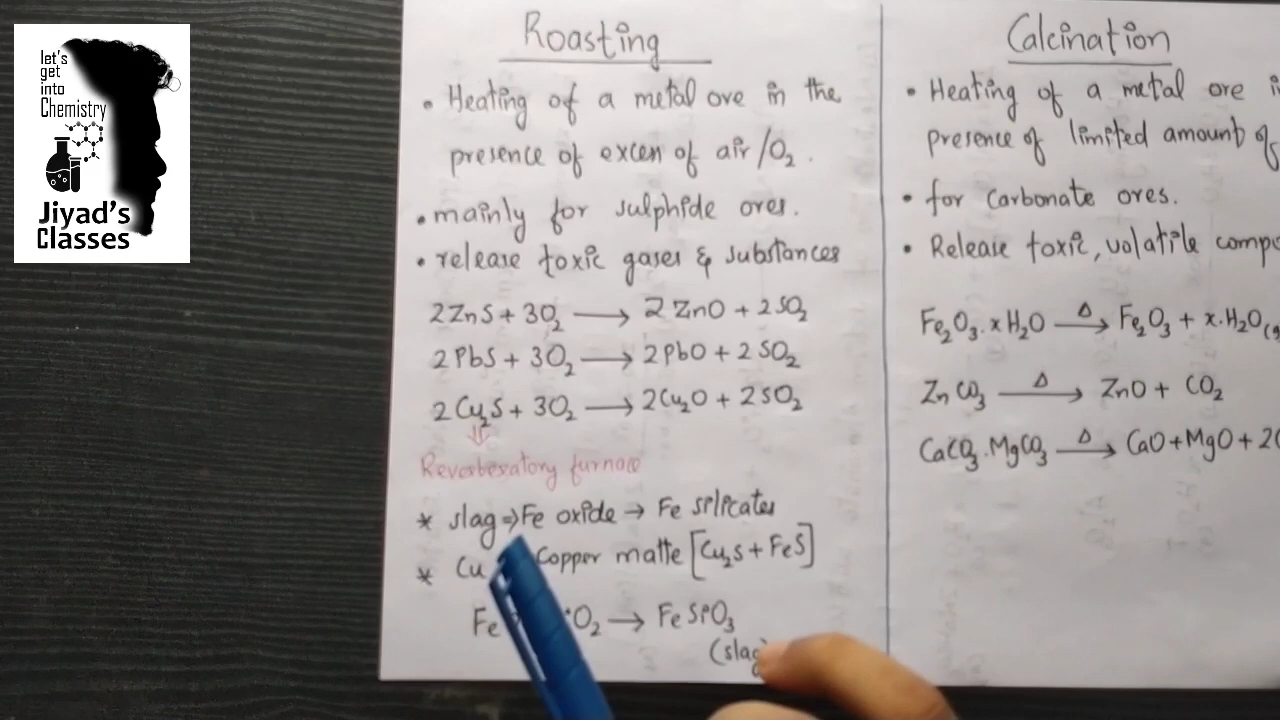 let's
get
into
Chemistry
Jiyad's
Classes
Roasting
• Heating of a metal ore in the
presence of excess of air/O₂.
• mainly for sulphide ores.
• release toxic gases & substances
2ZnS + 3O₂ ⟶ 2ZnO + 2SO₂
2PbS + 3O₂ ⟶ 2PbO + 2SO₂
2Cu₂S + 3O₂ ⟶ 2Cu₂O + 2SO₂
⇓
Reverberatory furnace
* slag ⇒ Fe oxide → Fe silicates
* Cu Copper matte [Cu₂S + FeS]
Fe O₂ ⟶ FeSiO₃
(slag)
Calcination
• Heating of a metal ore
presence of limited amount of
• for Carbonate ores.
• Release toxic, volatile
Fe₂O₃.xH₂O —Δ→ Fe₂O₃ + x.H₂O(g
ZnCO₃ —Δ→ ZnO + CO₂
CaCO₃.MgCO₃ —Δ→ CaO + MgO + 2